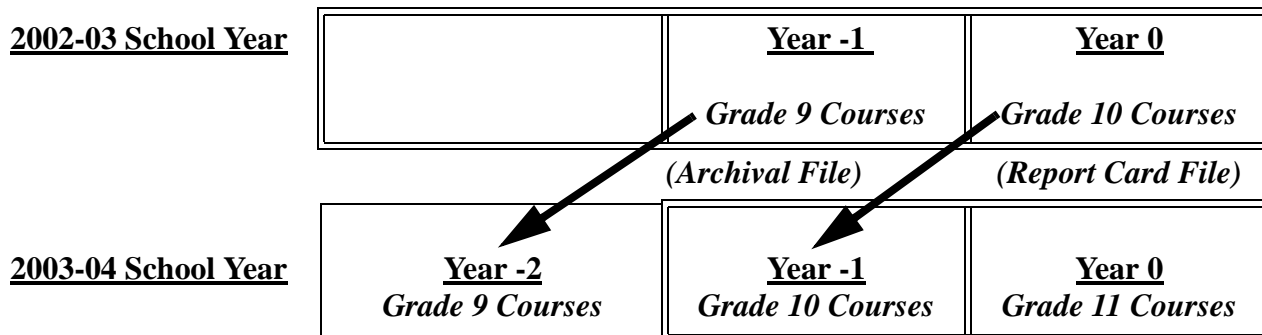 2002-03 School Year Year -1 Year 0
Grade 9 Courses Grade 10 Courses
(Archival File) (Report Card File)
2003-04 School Year Year -2 Year -1 Year 0
Grade 9 Courses Grade 10 Courses Grade 11 Courses